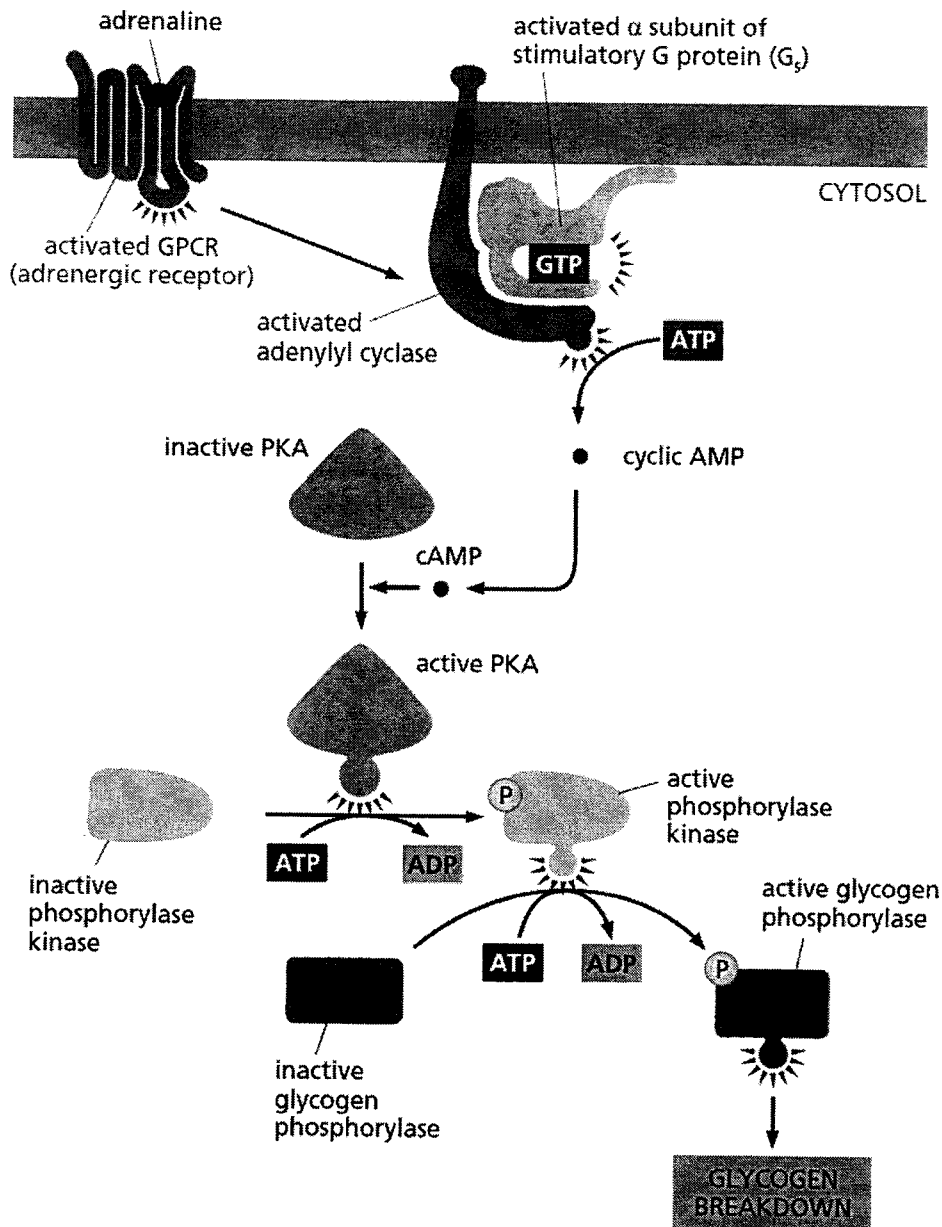 adrenaline
activated α subunit of
stimulatory G protein (Gs)
CYTOSOL
activated GPCR
(adrenergic receptor)
GTP
activated
adenylyl cyclase
ATP
inactive PKA
cyclic AMP
cAMP
active PKA
P
active
phosphorylase
kinase
ATP
ADP
inactive
phosphorylase
kinase
active glycogen
phosphorylase
ATP
ADP
P
inactive
glycogen
phosphorylase
GLYCOGEN
BREAKDOWN